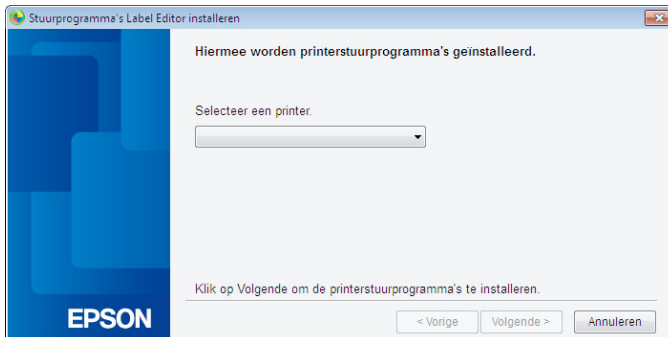 Stuurprogramma's Label Editor installeren
Hiermee worden printerstuurprogramma's geïnstalleerd.
Selecteer een printer.
Klik op Volgende om de printerstuurprogramma's te installeren.
EPSON
< Vorige
Volgende >
Annuleren